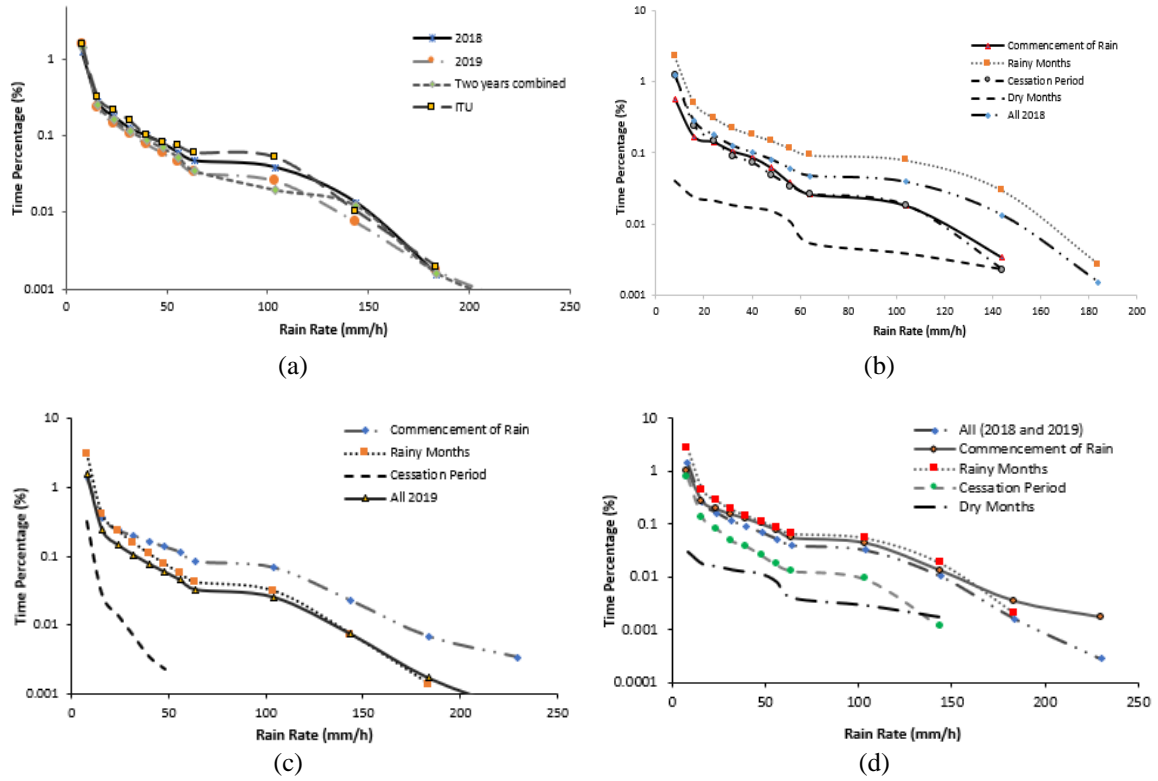 1
0.1
0.01
0.001
0
50
100
150
200
250
Time Percentage (%)
Rain Rate (mm/h)
2018
2019
Two years combined
ITU
(a)
10
1
0.1
0.01
0.001
0
20
40
60
80
100
120
140
160
180
200
Time Percentage (%)
Rain Rate (mm/h)
Commencement of Rain
Rainy Months
Cessation Period
Dry Months
All 2018
(b)
10
1
0.1
0.01
0.001
0
50
100
150
200
Time Percentage (%)
Rain Rate (mm/h)
Commencement of Rain
Rainy Months
Cessation Period
All 2019
(c)
10
1
0.1
0.01
0.001
0.0001
0
50
100
150
200
250
Time Percentage (%)
Rain Rate (mm/h)
All (2018 and 2019)
Commencement of Rain
Rainy Months
Cessation Period
Dry Months
(d)